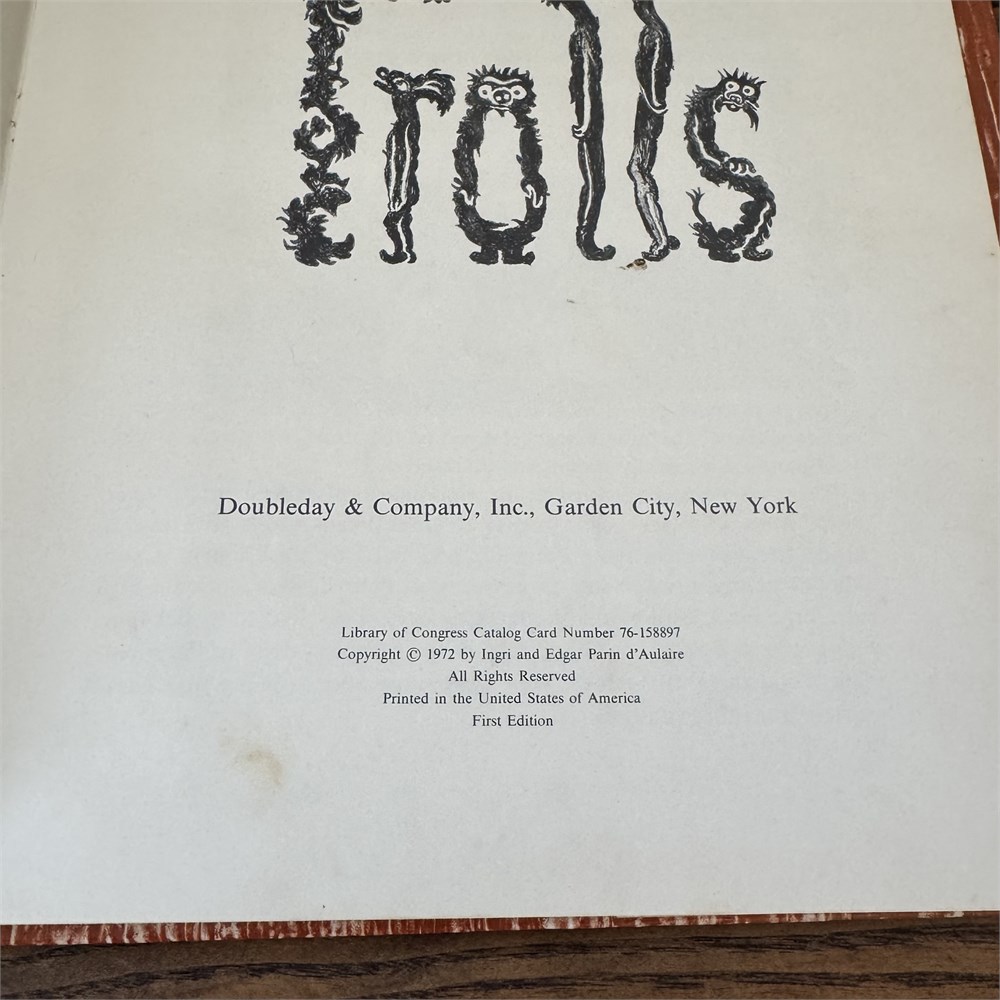 Trolls
Doubleday & Company, Inc., Garden City, New York
Library of Congress Catalog Card Number 76-158897
Copyright © 1972 by Ingri and Edgar Parin d'Aulaire
All Rights Reserved
Printed in the United States of America
First Edition